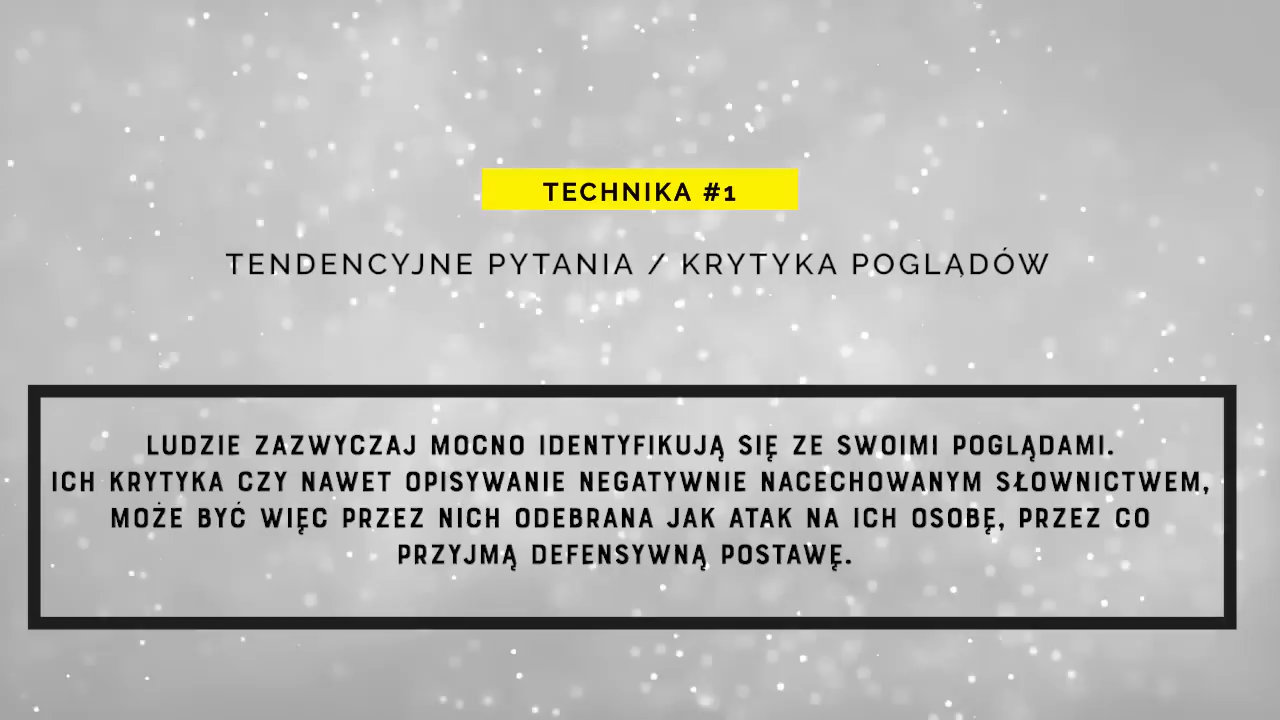 TECHNIKA #1
TENDENCYJNE PYTANIA / KRYTYKA POGLĄDÓW
LUDZIE ZAZWYCZAJ MOCNO IDENTYFIKUJĄ SIĘ ZE SWOIMI POGLĄDAMI.
ICH KRYTYKA CZY NAWET OPISYWANIE NEGATYWNIE NACECHOWANYM SŁOWNICTWEM,
MOŻE BYĆ WIĘC PRZEZ NICH ODEBRANA JAK ATAK NA ICH OSOBĘ, PRZEZ CO
PRZYJMĄ DEFENSYWNĄ POSTAWĘ.